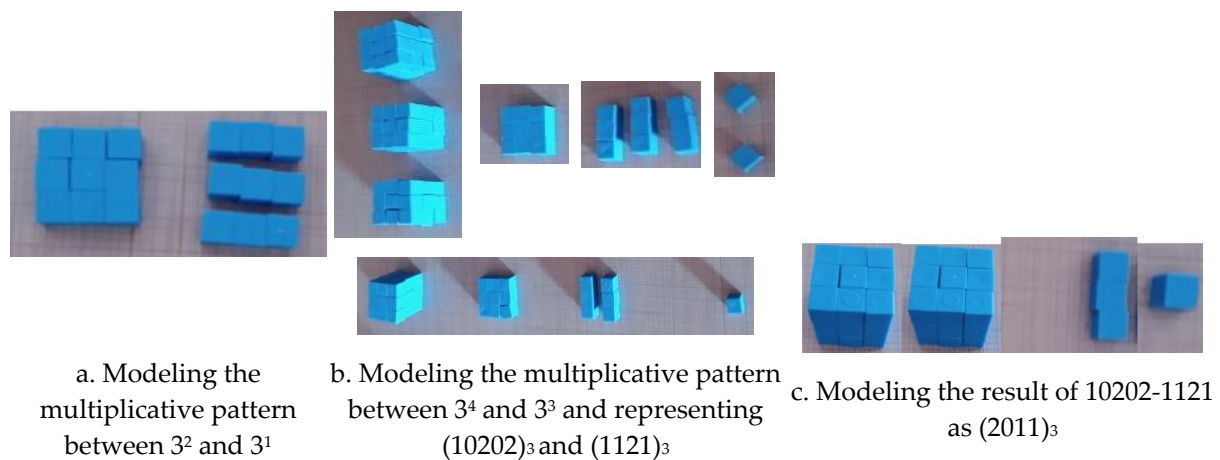 a. Modeling the
multiplicative pattern
between 3² and 3¹
b. Modeling the multiplicative pattern
between 3⁴ and 3³ and representing
(10202)₃ and (1121)₃
c. Modeling the result of 10202-1121
as (2011)₃